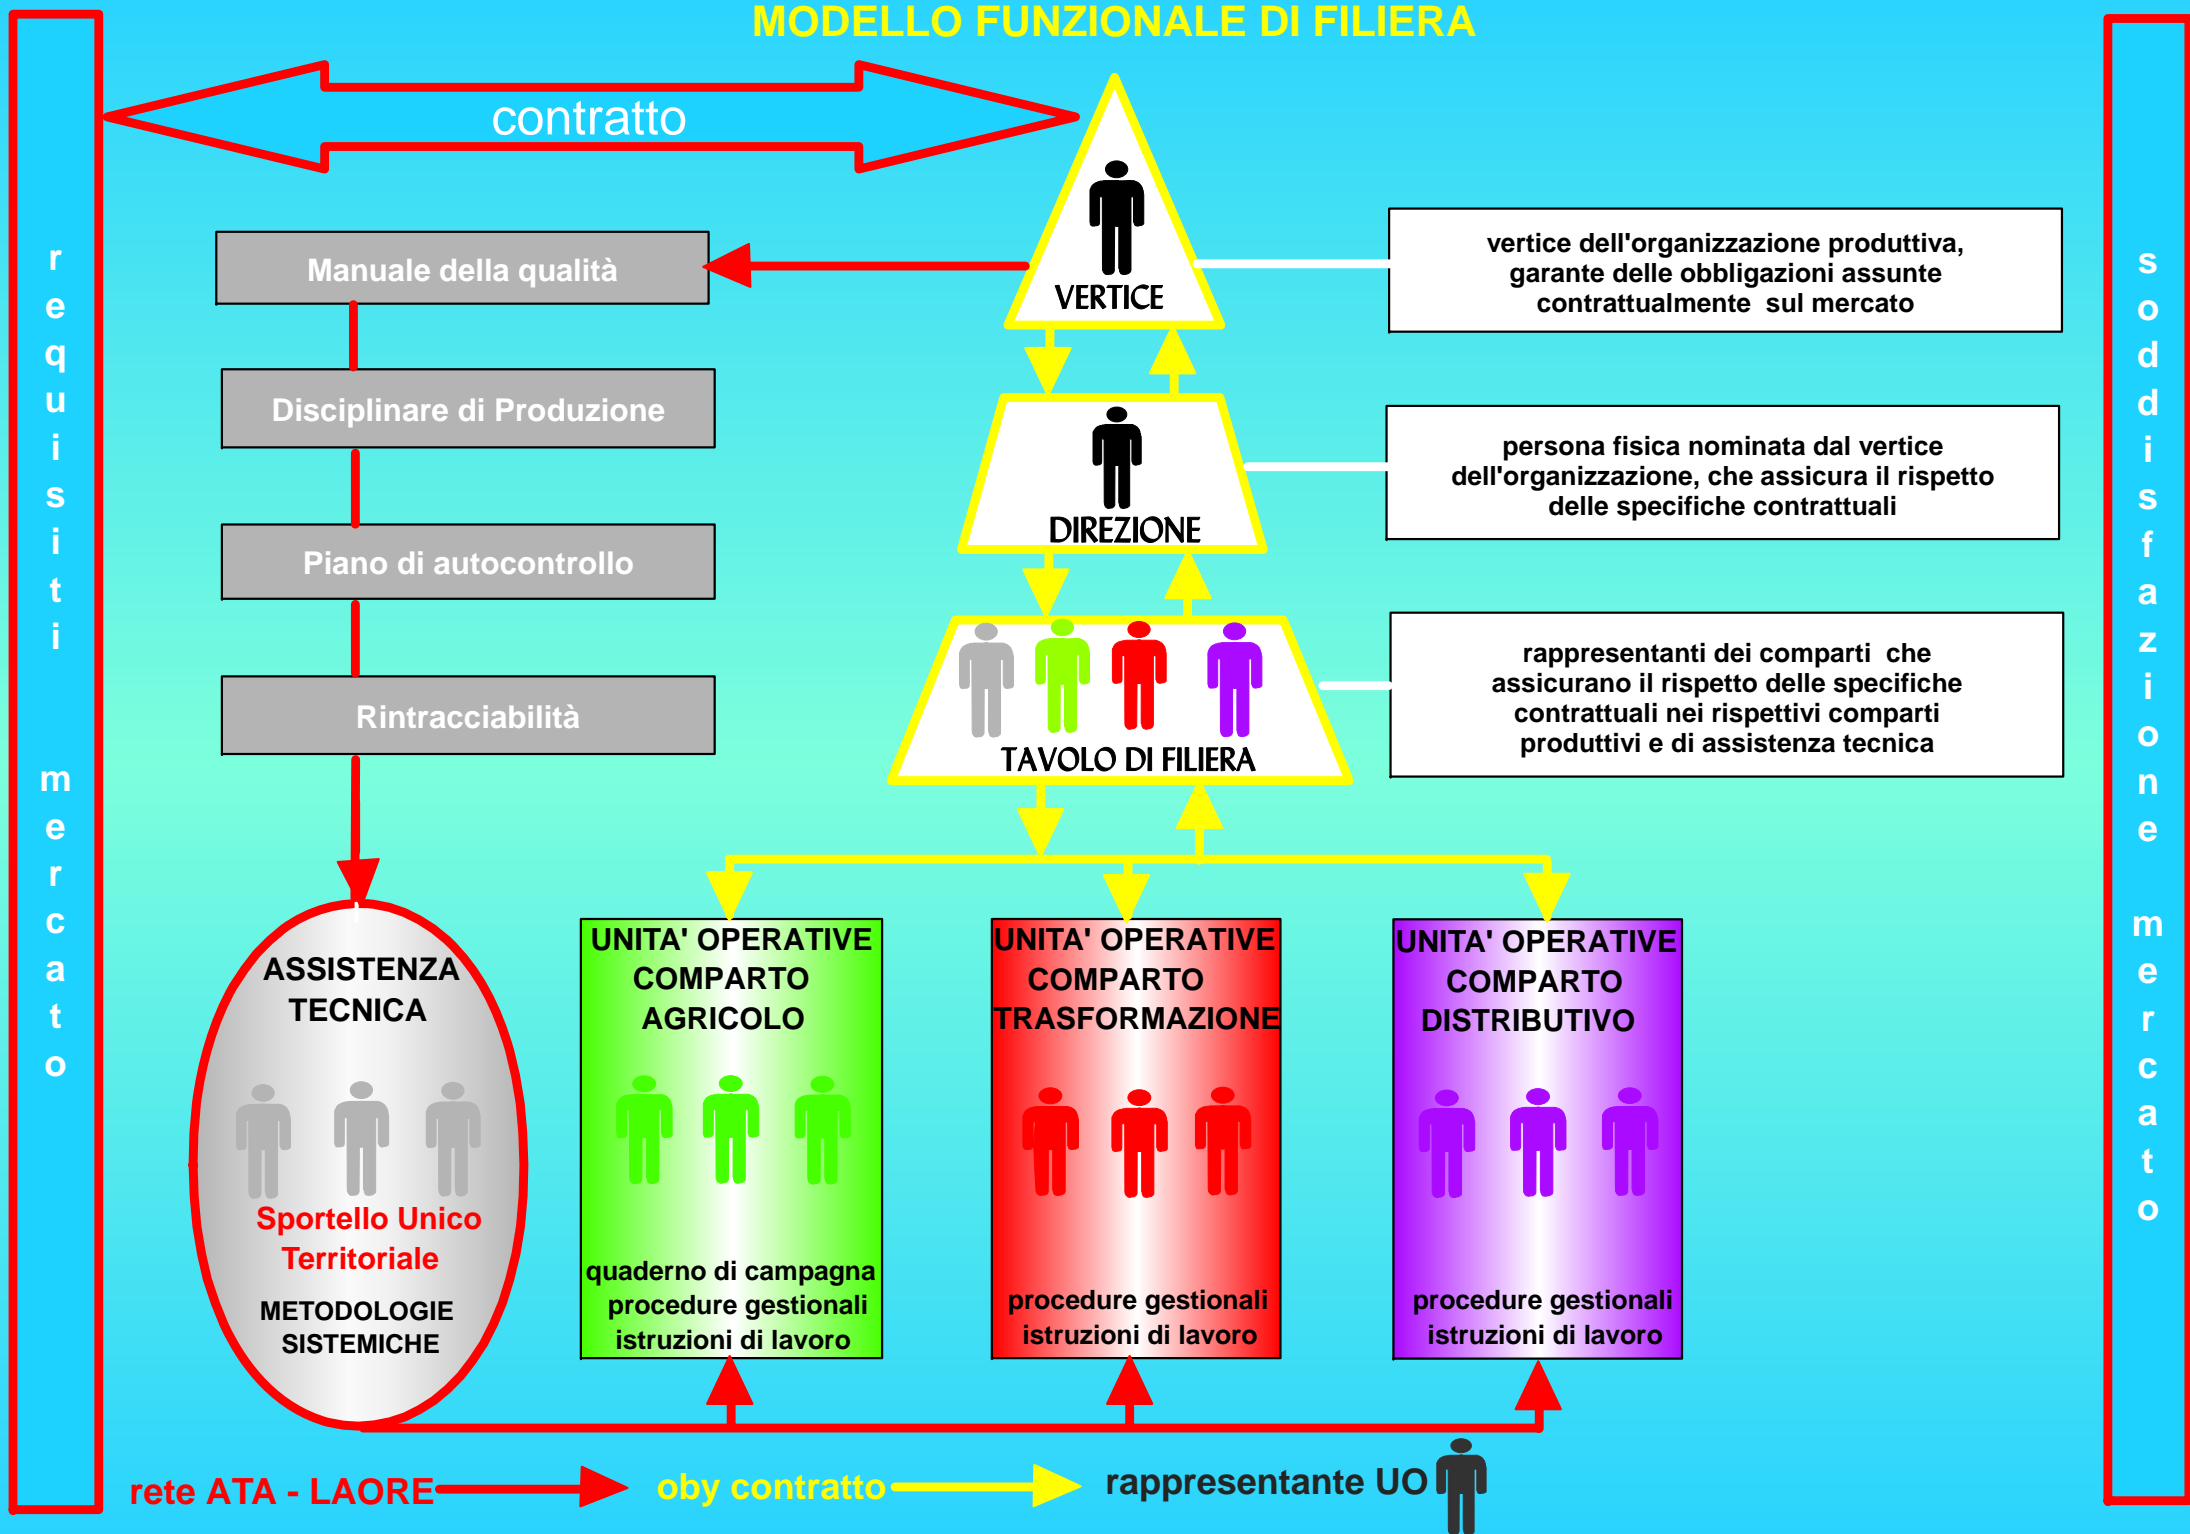 MODELLO FUNZIONALE DI FILIERA
contratto
requisiti mercato
soddisfazione mercato
VERTICE
vertice dell'organizzazione produttiva,
garante delle obbligazioni assunte
contrattualmente sul mercato
Manuale della qualità
Disciplinare di Produzione
DIREZIONE
persona fisica nominata dal vertice
dell'organizzazione, che assicura il rispetto
delle specifiche contrattuali
Piano di autocontrollo
Rintracciabilità
TAVOLO DI FILIERA
rappresentanti dei comparti che
assicurano il rispetto delle specifiche
contrattuali nei rispettivi comparti
produttivi e di assistenza tecnica
ASSISTENZA
TECNICA
Sportello Unico
Territoriale
METODOLOGIE
SISTEMICHE
UNITA' OPERATIVE
COMPARTO
AGRICOLO
quaderno di campagna
procedure gestionali
istruzioni di lavoro
UNITA' OPERATIVE
COMPARTO
TRASFORMAZIONE
procedure gestionali
istruzioni di lavoro
UNITA' OPERATIVE
COMPARTO
DISTRIBUTIVO
procedure gestionali
istruzioni di lavoro
rete ATA - LAORE
oby contratto
rappresentante UO